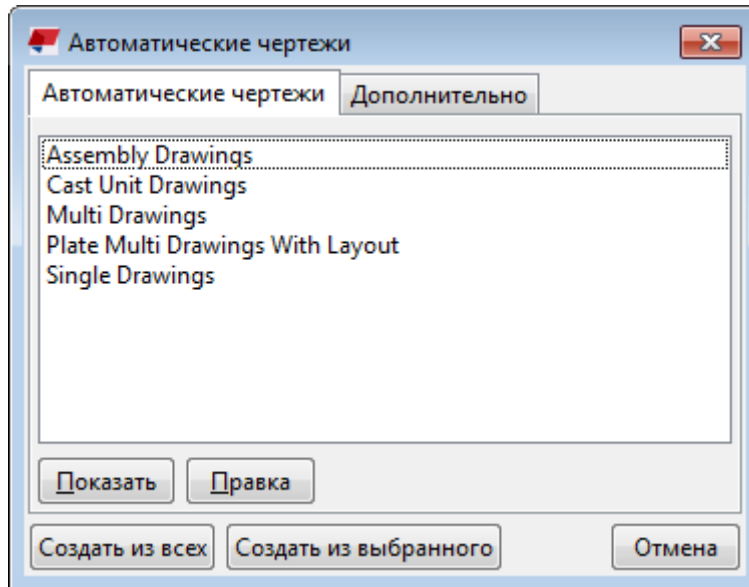 Автоматические чертежи
Автоматические чертежи Дополнительно
Assembly Drawings
Cast Unit Drawings
Multi Drawings
Plate Multi Drawings With Layout
Single Drawings
Показать Правка
Создать из всех Создать из выбранного Отмена